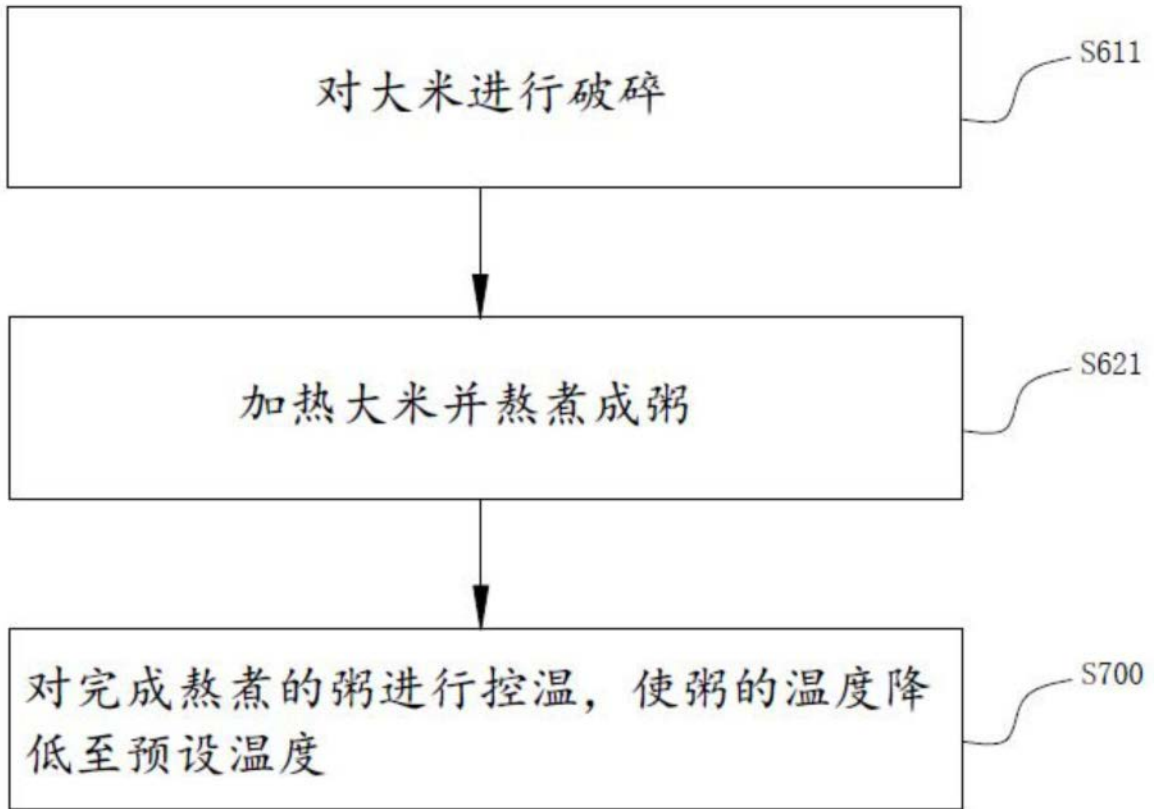 对大米进行破碎
S611
加热大米并熬煮成粥
S621
对完成熬煮的粥进行控温，使粥的温度降
低至预设温度
S700